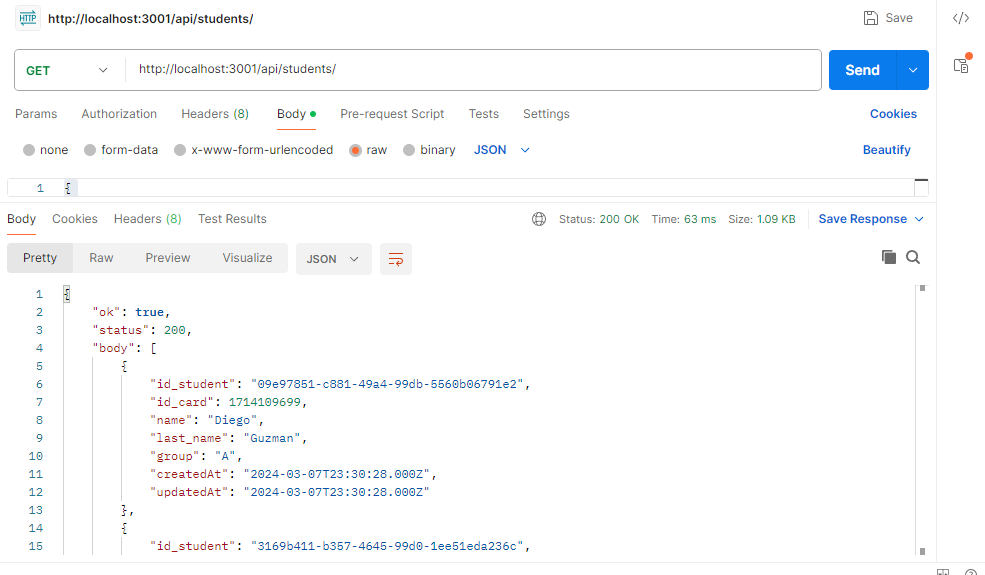 HTTP http://localhost:3001/api/students/ Save </>
GET http://localhost:3001/api/students/ Send
Params Authorization Headers (8) Body Pre-request Script Tests Settings Cookies
none form-data x-www-form-urlencoded raw binary JSON Beautify
1 {
Body Cookies Headers (8) Test Results Status: 200 OK Time: 63 ms Size: 1.09 KB Save Response
Pretty Raw Preview Visualize JSON
1 {
2 "ok": true,
3 "status": 200,
4 "body": [
5 {
6 "id_student": "09e97851-c881-49a4-99db-5560b06791e2",
7 "id_card": 1714109699,
8 "name": "Diego",
9 "last_name": "Guzman",
10 "group": "A",
11 "createdAt": "2024-03-07T23:30:28.000Z",
12 "updatedAt": "2024-03-07T23:30:28.000Z"
13 },
14 {
15 "id_student": "3169b411-b357-4645-99d0-1ee51eda236c",